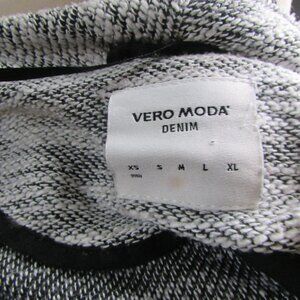 VERO MODA
DENIM
XS S M L XL